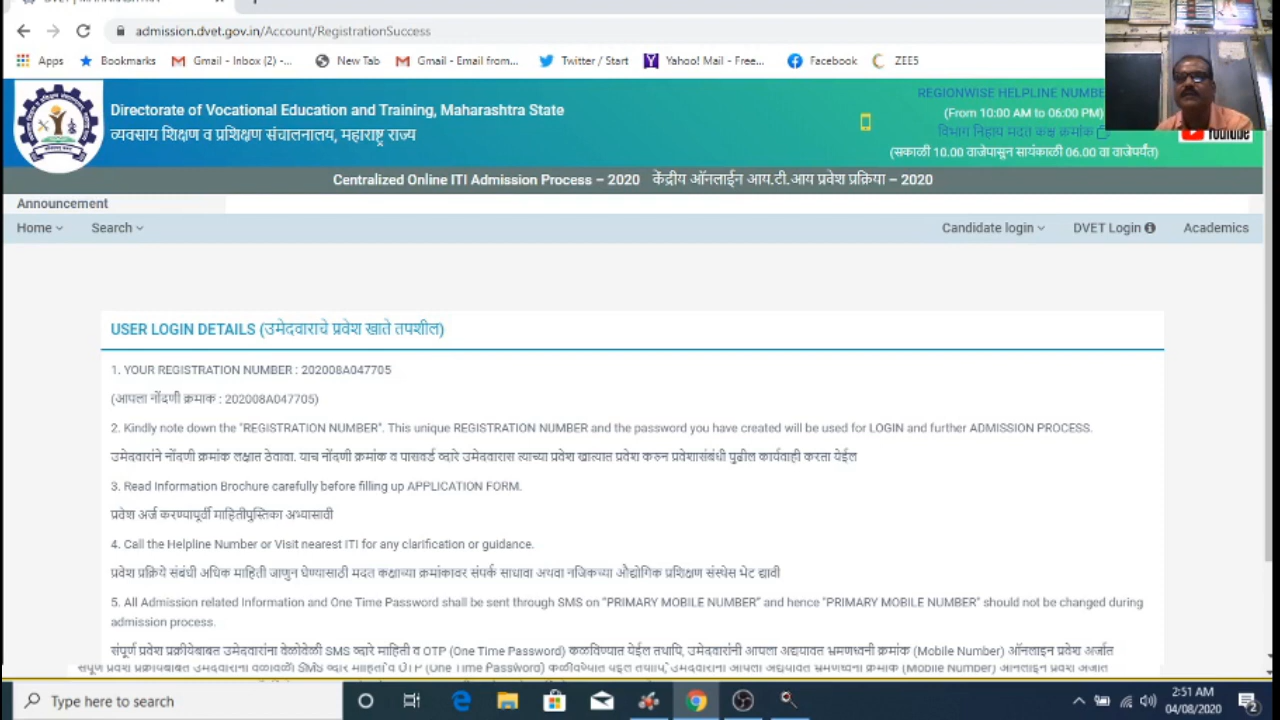 admission.dvet.gov.in/Account/RegistrationSuccess
Apps Bookmarks Gmail - Inbox (2) -... New Tab Gmail - Email from... Twitter / Start Yahoo! Mail - Free... Facebook ZEE5
Directorate of Vocational Education and Training, Maharashtra State
व्यवसाय शिक्षण व प्रशिक्षण संचालनालय, महाराष्ट्र राज्य
REGIONWISE HELPLINE NUMBE
(From 10:00 AM to 06:00 PM)
विभाग निहाय मदत कक्ष क्रमांक
(सकाळी 10.00 वाजेपासून सायंकाळी 06.00 वा वाजेपर्यंत)
YouTube
Centralized Online ITI Admission Process – 2020 केंद्रीय ऑनलाईन आय.टी.आय प्रवेश प्रक्रिया – 2020
Announcement
Home Search Candidate login DVET Login Academics
USER LOGIN DETAILS (उमेदवाराचे प्रवेश खाते तपशील)
1. YOUR REGISTRATION NUMBER : 202008A047705
(आपला नोंदणी क्रमाक : 202008A047705)
2. Kindly note down the "REGISTRATION NUMBER". This unique REGISTRATION NUMBER and the password you have created will be used for LOGIN and further ADMISSION PROCESS.
उमेदवारांने नोंदणी क्रमांक लक्षात ठेवावा. याच नोंदणी क्रमांक व पासवर्ड व्दारे उमेदवारास त्याच्या प्रवेश खात्यात प्रवेश करुन प्रवेशासंबंधी पुढील कार्यवाही करता येईल
3. Read Information Brochure carefully before filling up APPLICATION FORM.
प्रवेश अर्ज करण्यापूर्वी माहितीपुस्तिका अभ्यासावी
4. Call the Helpline Number or Visit nearest ITI for any clarification or guidance.
प्रवेश प्रक्रिये संबंधी अधिक माहिती जाणुन घेण्यासाठी मदत कक्षाच्या क्रमांकावर संपर्क साधावा अथवा नजिकच्या औद्योगिक प्रशिक्षण संस्थेस भेट द्यावी
5. All Admission related Information and One Time Password shall be sent through SMS on "PRIMARY MOBILE NUMBER" and hence "PRIMARY MOBILE NUMBER" should not be changed during
admission process.
संपूर्ण प्रवेश प्रक्रीयेबाबत उमेदवारांना वेळोवेळी SMS व्दारे माहिती व OTP (One Time Password) कळविण्यात येईल तथापि, उमेदवारांनी आपला अद्ययावत भ्रमणध्वनी क्रमांक (Mobile Number) ऑनलाइन प्रवेश अर्जात
Type here to search
2:51 AM
04/08/2020
2